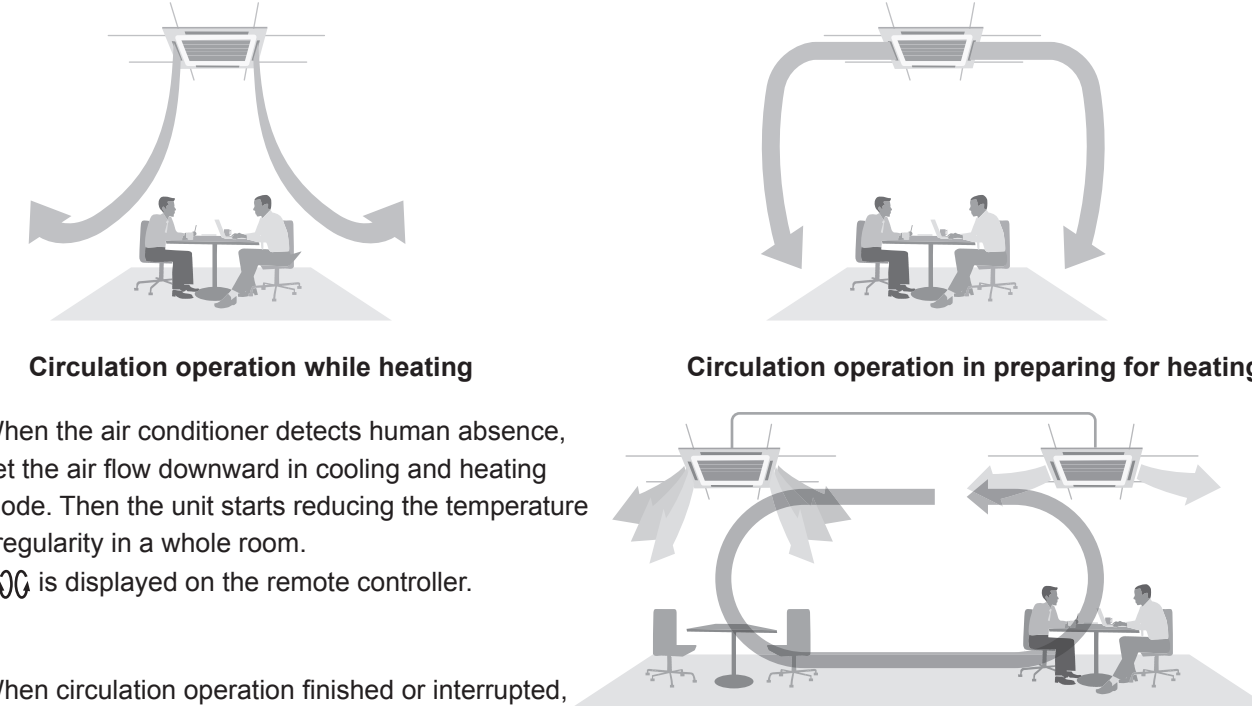 Circulation operation while heating
Circulation operation in preparing for heating
When the air conditioner detects human absence,
set the air flow downward in cooling and heating
mode. Then the unit starts reducing the temperature
irregularity in a whole room.
is displayed on the remote controller.
When circulation operation finished or interrupted,